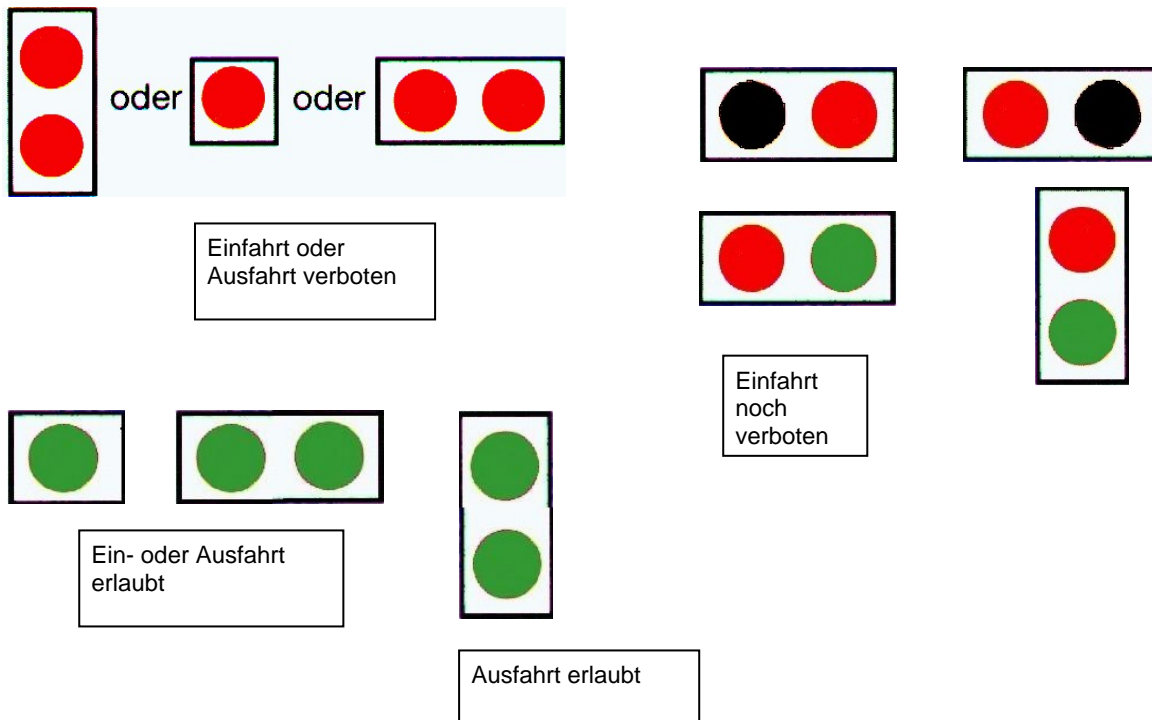 oder oder
Einfahrt oder
Ausfahrt verboten
Einfahrt
noch
verboten
Ein- oder Ausfahrt
erlaubt
Ausfahrt erlaubt